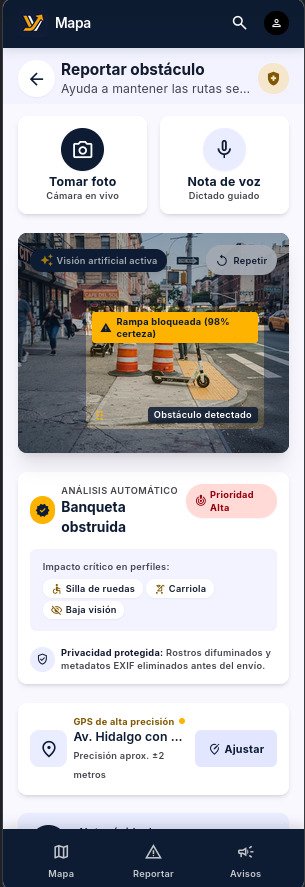 Mapa
Reportar obstáculo
Ayuda a mantener las rutas se...
Tomar foto
Cámara en vivo
Nota de voz
Dictado guiado
Visión artificial activa
Repetir
Rampa bloqueada (98%
certeza)
Obstáculo detectado
ANÁLISIS AUTOMÁTICO
Banqueta
obstruida
Prioridad
Alta
Impacto crítico en perfiles:
Silla de ruedas
Carriola
Baja visión
Privacidad protegida: Rostros difuminados y
metadatos EXIF eliminados antes del envío.
GPS de alta precisión
Av. Hidalgo con ...
Precisión aprox. ±2
metros
Ajustar
Mapa
Reportar
Avisos